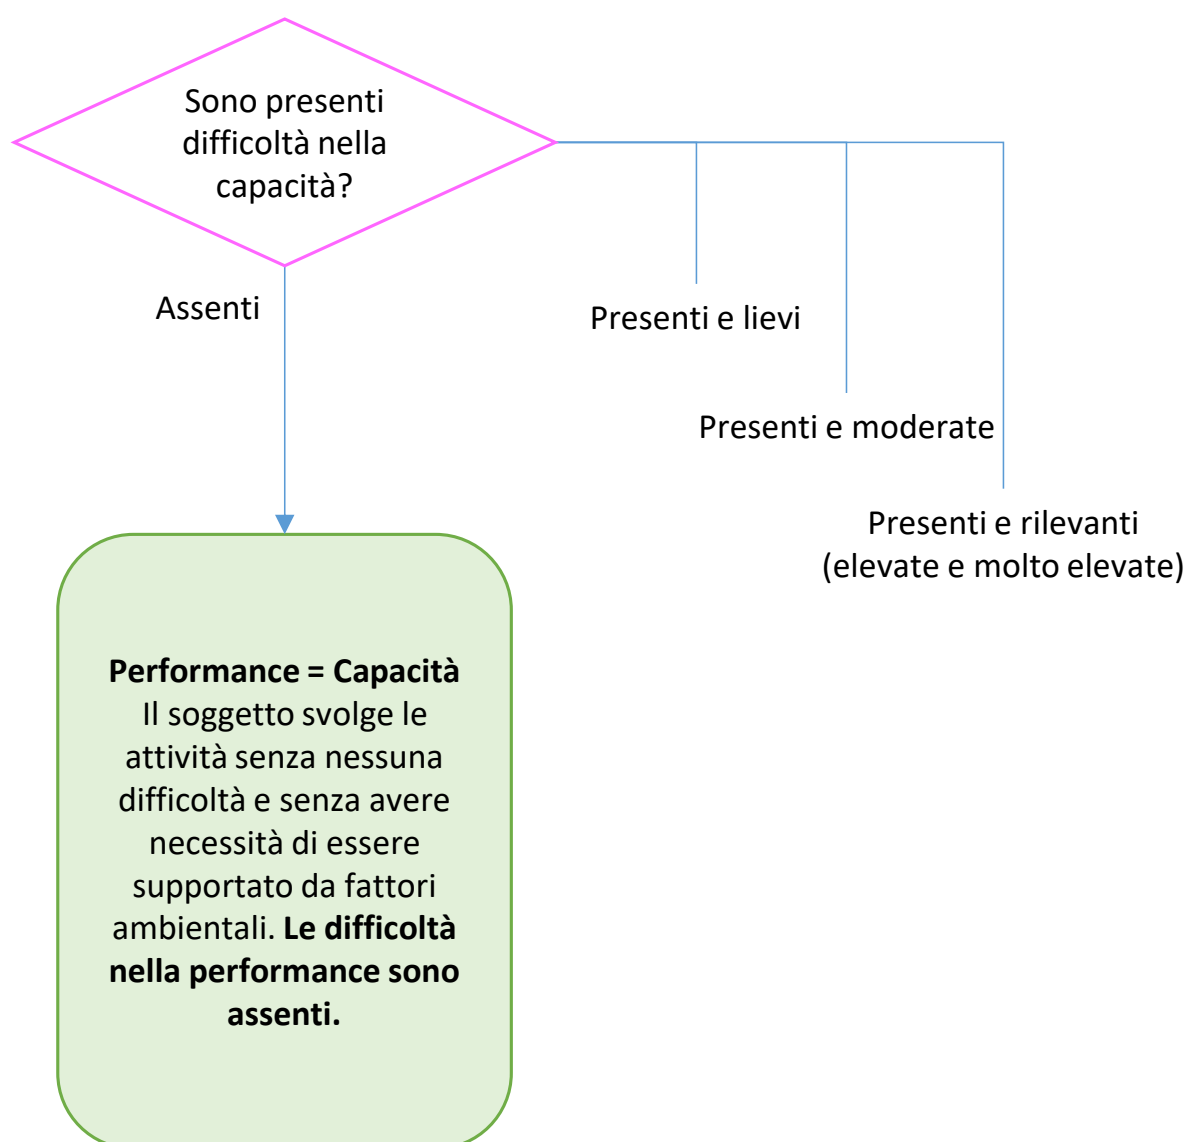 Sono presenti
difficoltà nella
capacità?
Assenti
Presenti e lievi
Presenti e moderate
Presenti e rilevanti
(elevate e molto elevate)
Performance = Capacità
Il soggetto svolge le
attività senza nessuna
difficoltà e senza avere
necessità di essere
supportato da fattori
ambientali. Le difficoltà
nella performance sono
assenti.